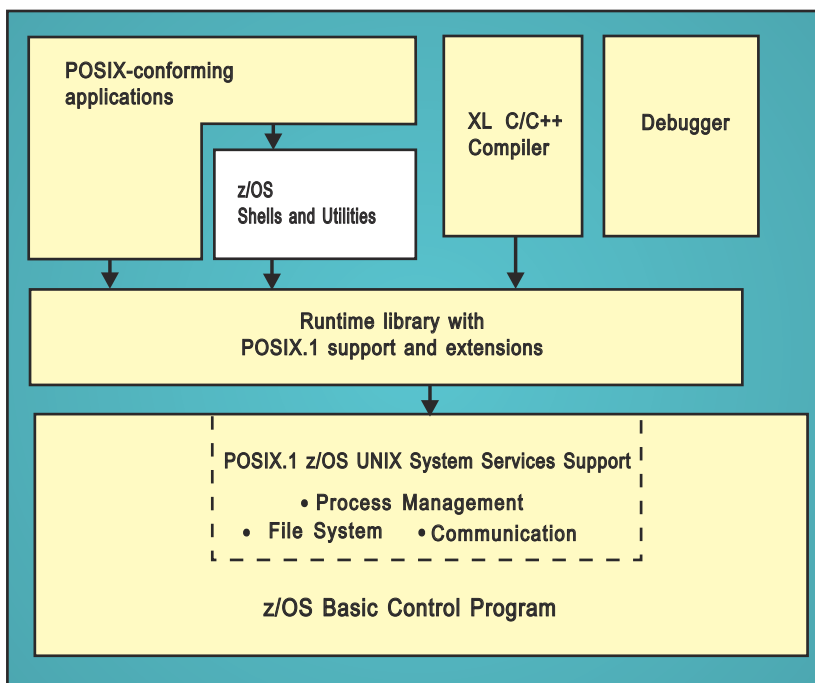 POSIX-conforming
applications
z/OS
Shells and Utilities
XL C/C++
Compiler
Debugger
Runtime library with
POSIX.1 support and extensions
POSIX.1 z/OS UNIX System Services Support
• Process Management
• File System • Communication
z/OS Basic Control Program